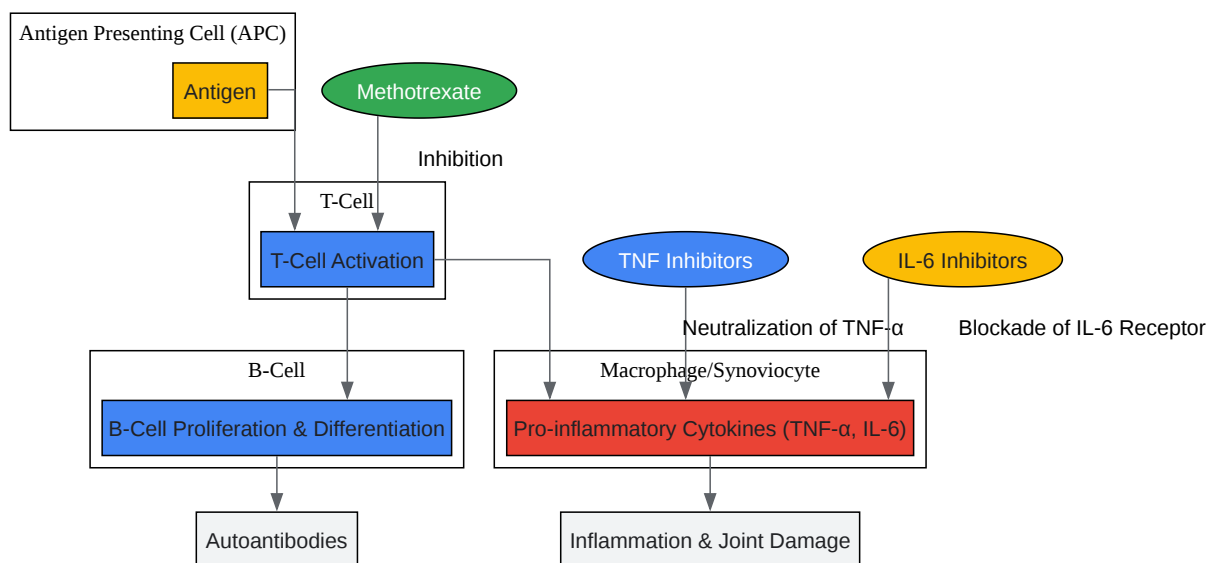 Antigen Presenting Cell (APC)
Antigen
Methotrexate
Inhibition
T-Cell
T-Cell Activation
TNF Inhibitors
IL-6 Inhibitors
Neutralization of TNF-α
Blockade of IL-6 Receptor
B-Cell
Macrophage/Synoviocyte
B-Cell Proliferation & Differentiation
Pro-inflammatory Cytokines (TNF-α, IL-6)
Autoantibodies
Inflammation & Joint Damage